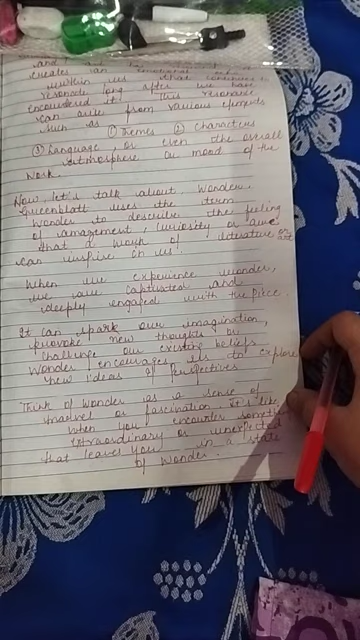 and
creates an emotional
within us that continues to
resonate long after we have
encountered it. This resonance
can arise from various elements
such as ① Themes ② Characters
③ Language, or even the overall
atmosphere or mood of the
work.
Now let's talk about Wonder.
Greenblatt uses the term
Wonder to describe the feeling
of amazement, curiosity or awe
that a work of literature or art
can inspire in us.
When we experience wonder,
we are captivated and
deeply engaged with the piece.
It can spark our imagination,
provoke new thoughts or
challenge our existing beliefs.
Wonder encourages us to explore
new ideas & perspectives
Think of Wonder as a sense of
marvel or fascination it's like
when you encounter
extraordinary or unexpected
that leaves you in a state
of wonder.